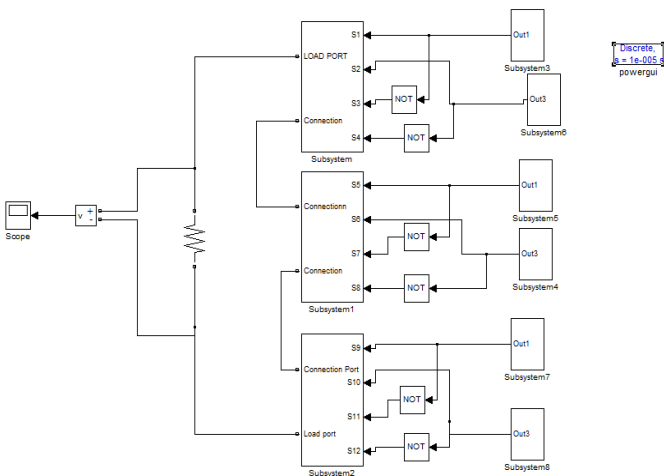 S1
LOAD PORT
S2
S3
Connection
S4
Subsystem
NOT
NOT
Out1
Subsystem3
Out3
Subsystem6
Discrete,
s = 1e-005 s
powergui
S5
Connectionn
S6
S7
Connection
S8
Subsystem1
NOT
NOT
Out1
Subsystem5
Out3
Subsystem4
Scope
v
+
-
S9
Connection Port
S10
S11
Load port
S12
Subsystem2
NOT
NOT
Out1
Subsystem7
Out3
Subsystem8